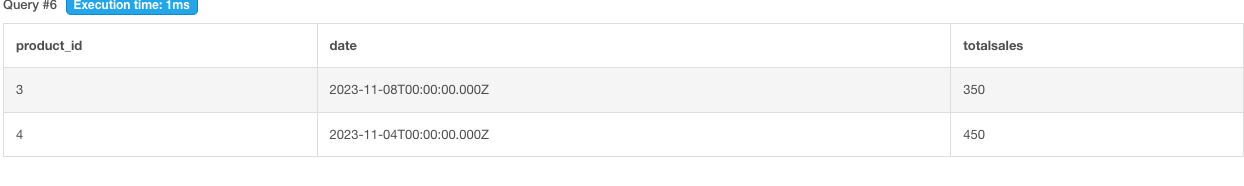 Query #6 Execution time: 1ms
product_id date totalsales
3 2023-11-08T00:00:00.000Z 350
4 2023-11-04T00:00:00.000Z 450